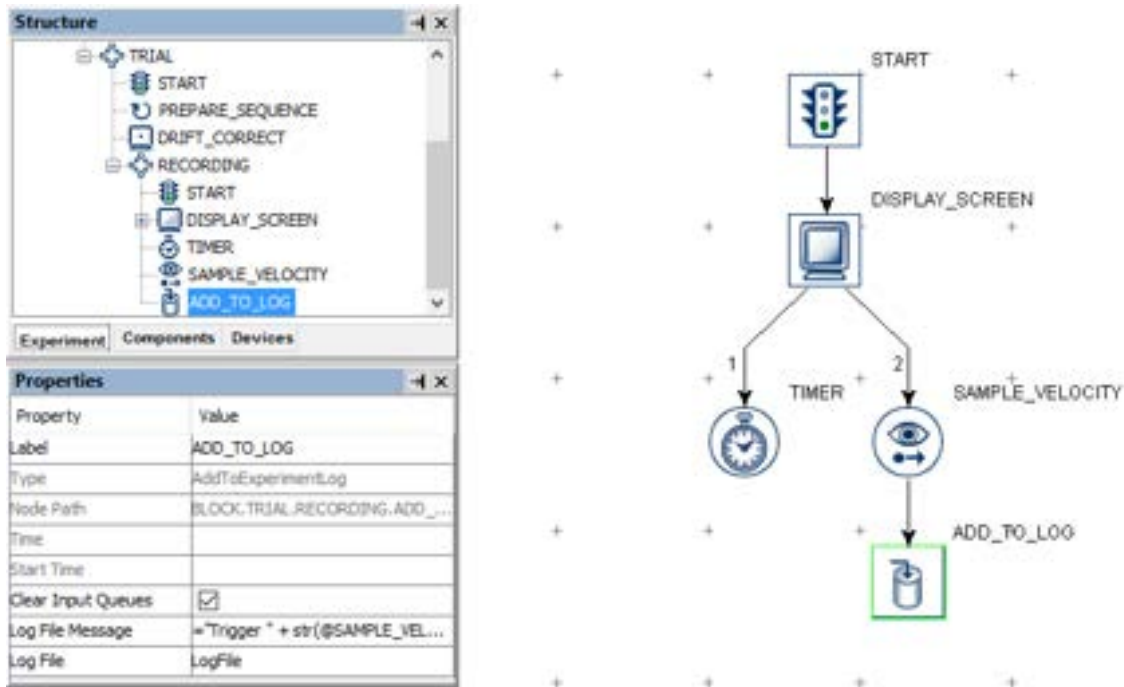 Structure
TRIAL
START
PREPARE_SEQUENCE
DRIFT_CORRECT
RECORDING
START
DISPLAY_SCREEN
TIMER
SAMPLE_VELOCITY
ADD_TO_LOG
Experiment Components Devices
Properties
Property Value
Label ADD_TO_LOG
Type AddToExperimentLog
Node Path BLOCK.TRIAL.RECORDING.ADD_...
Time
Start Time
Clear Input Queues
Log File Message ="Trigger " + str(@SAMPLE_VEL...
Log File LogFile
START
DISPLAY_SCREEN
1
2
TIMER
SAMPLE_VELOCITY
ADD_TO_LOG